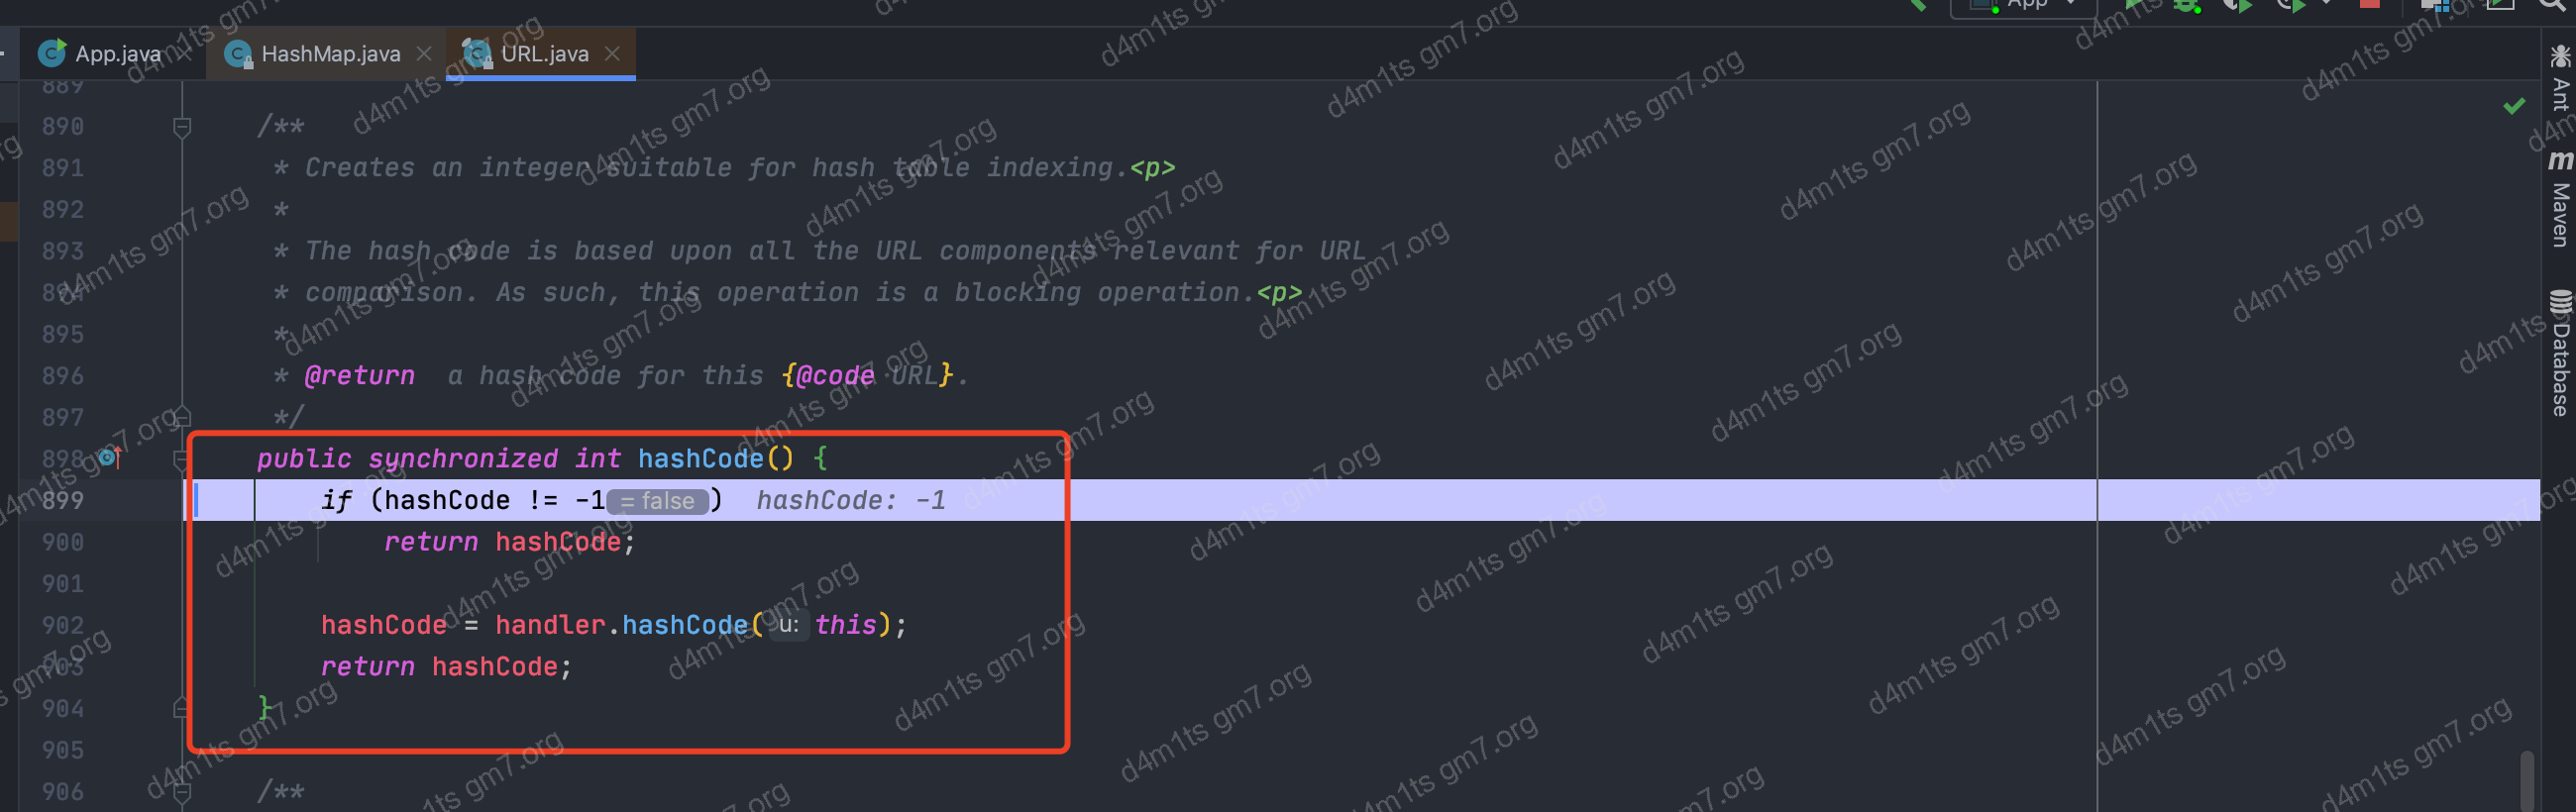 App
App.java
HashMap.java
URL.java
889
890 /**
891 * Creates an integer suitable for hash table indexing.<p>
892 *
893 * The hash code is based upon all the URL components relevant for URL
894 * comparison. As such, this operation is a blocking operation.<p>
895 *
896 * @return a hash code for this {@code URL}.
897 */
898 public synchronized int hashCode() {
899 if (hashCode != -1 = false ) hashCode: -1
900 return hashCode;
901
902 hashCode = handler.hashCode( u: this);
903 return hashCode;
904 }
905
906 /**
Ant
m Maven
Database
d4m1ts gm7.org